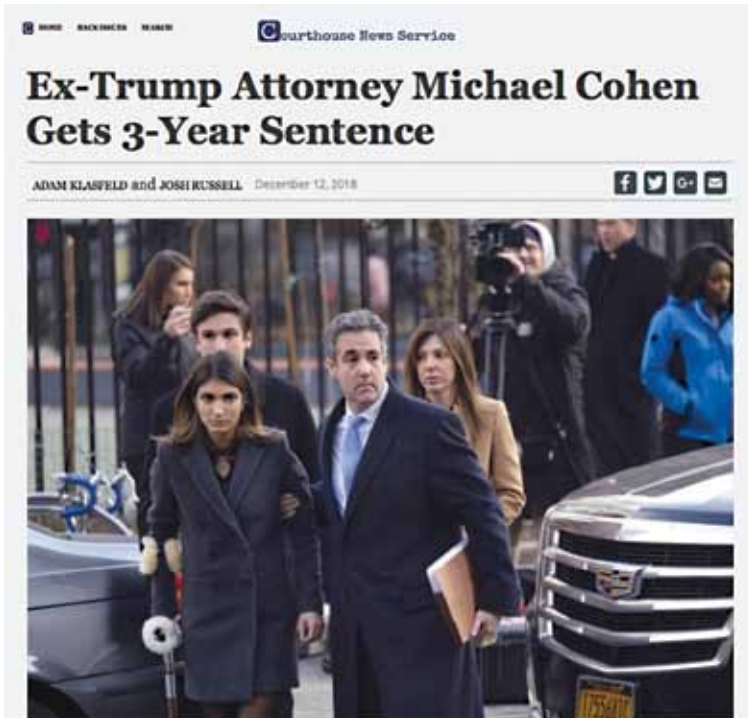 HOME BACK ISSUES SEARCH
Courthouse News Service
Ex-Trump Attorney Michael Cohen
Gets 3-Year Sentence
ADAM KLASFELD and JOSH RUSSELL December 12, 2018
f G+